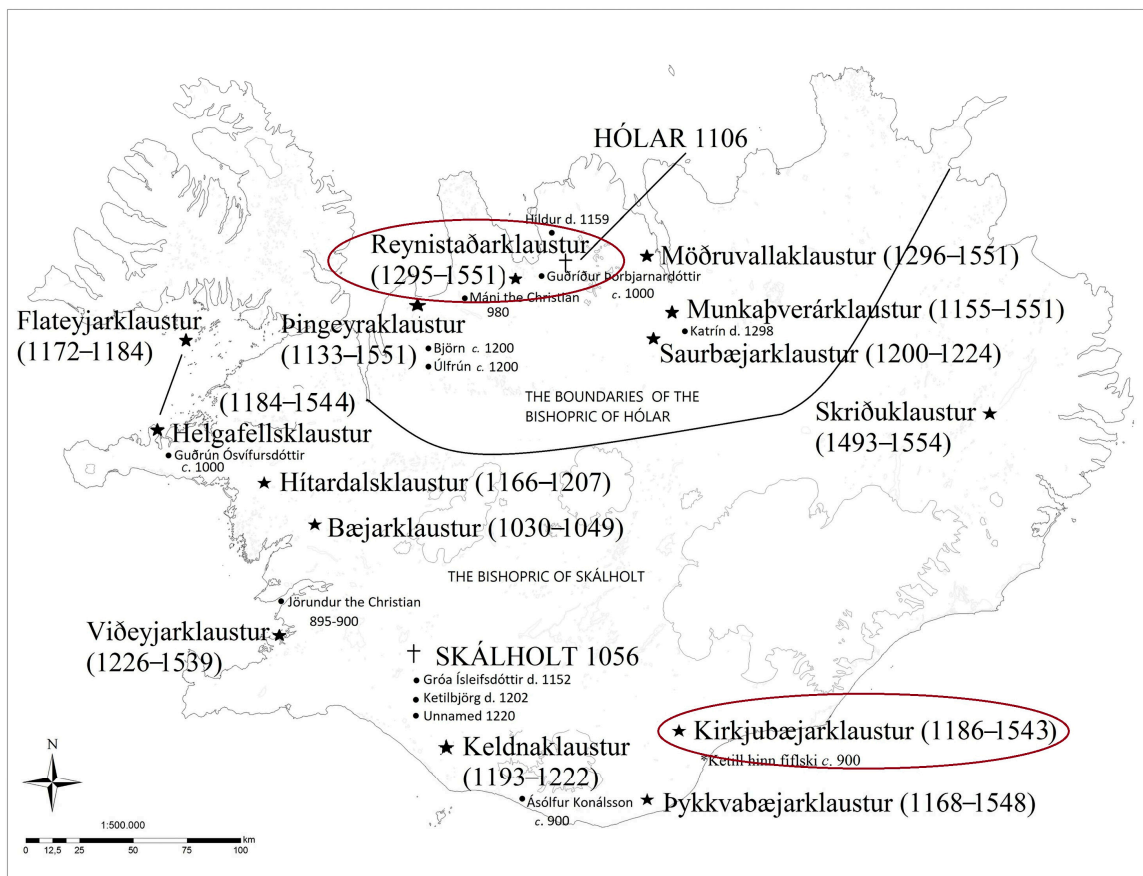 HÓLAR 1106
Hildur d. 1159
Reynistaðarklaustur
(1295–1551)
Guðríður Þorbjarnardóttir
c. 1000
Máni the Christian
980
Möðruvallaklaustur (1296–1551)
Munkaþverárklaustur (1155–1551)
Katrín d. 1298
Saurbæjarklaustur (1200–1224)
Flateyjarklaustur
(1172–1184)
Þingeyraklaustur
(1133–1551)
Björn c. 1200
Úlfrún c. 1200
THE BOUNDARIES OF THE
BISHOPRIC OF HÓLAR
(1184–1544)
Helgafellsklaustur
Guðrún Ósvífursdóttir
c. 1000
Skriðuklaustur
(1493–1554)
Hítardalsklaustur (1166–1207)
Bæjarklaustur (1030–1049)
THE BISHOPRIC OF SKÁLHOLT
Jörundur the Christian
895-900
Viðeyjarklaustur
(1226–1539)
SKÁLHOLT 1056
Gróa Ísleifsdóttir d. 1152
Ketilbjörg d. 1202
Unnamed 1220
Keldnaklaustur
(1193–1222)
Ásólfur Konálsson
c. 900
Kirkjubæjarklaustur (1186–1543)
*Ketill hinn fíflski c. 900
Þykkvabæjarklaustur (1168–1548)
N
1:500.000
km
0 12,5 25 50 75 100